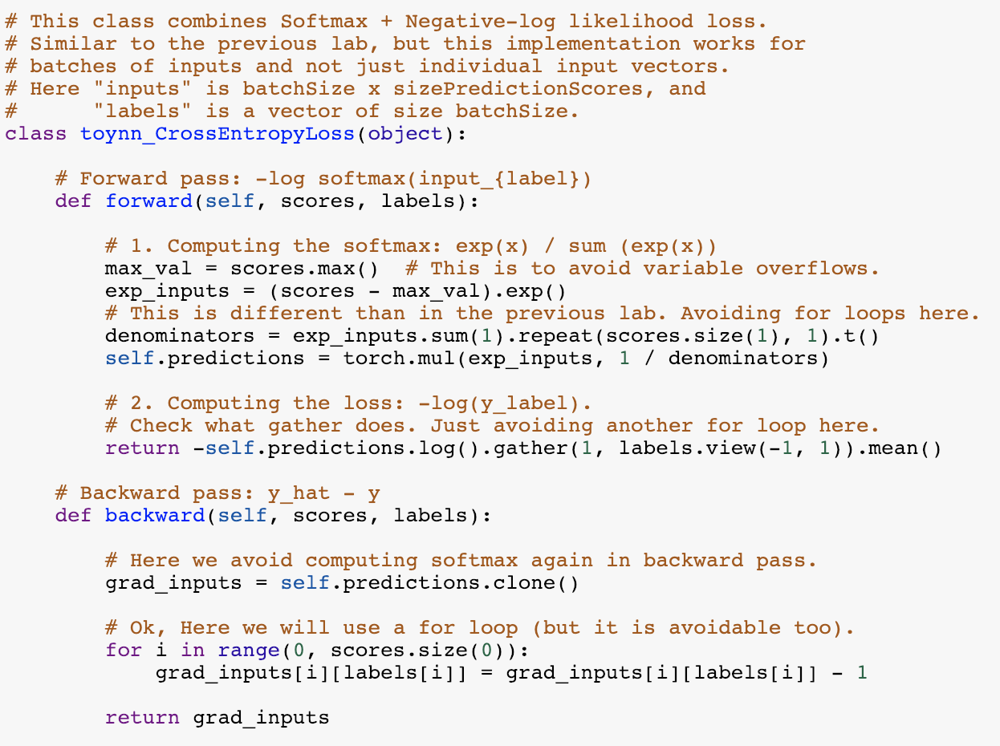 # This class combines Softmax + Negative-log likelihood loss.
# Similar to the previous lab, but this implementation works for
# batches of inputs and not just individual input vectors.
# Here "inputs" is batchSize x sizePredictionScores, and
#      "labels" is a vector of size batchSize.
class toynn_CrossEntropyLoss(object):

    # Forward pass: -log softmax(input_{label})
    def forward(self, scores, labels):

        # 1. Computing the softmax: exp(x) / sum (exp(x))
        max_val = scores.max()  # This is to avoid variable overflows.
        exp_inputs = (scores - max_val).exp()
        # This is different than in the previous lab. Avoiding for loops here.
        denominators = exp_inputs.sum(1).repeat(scores.size(1), 1).t()
        self.predictions = torch.mul(exp_inputs, 1 / denominators)

        # 2. Computing the loss: -log(y_label).
        # Check what gather does. Just avoiding another for loop here.
        return -self.predictions.log().gather(1, labels.view(-1, 1)).mean()

    # Backward pass: y_hat - y
    def backward(self, scores, labels):

        # Here we avoid computing softmax again in backward pass.
        grad_inputs = self.predictions.clone()

        # Ok, Here we will use a for loop (but it is avoidable too).
        for i in range(0, scores.size(0)):
            grad_inputs[i][labels[i]] = grad_inputs[i][labels[i]] - 1

        return grad_inputs